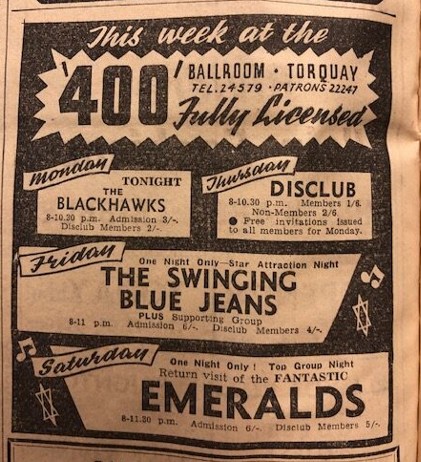 This week at the
'400' BALLROOM · TORQUAY
TEL. 24579 · PATRONS 22247
Fully Licensed
Monday TONIGHT
THE
BLACKHAWKS
8-10.30 p.m. Admission 3/-.
Disclub Members 2/-.
Thursday
DISCLUB
8-10.30 p.m. Members 1/6.
Non-Members 2/6
● Free invitations issued
to all members for Monday.
Friday
One Night Only—Star Attraction Night
THE SWINGING
BLUE JEANS
PLUS Supporting Group
8-11 p.m. Admission 6/-. Disclub Members 4/-.
Saturday
One Night Only! Top Group Night
Return visit of the FANTASTIC
EMERALDS
8-11.30 p.m. Admission 6/-. Disclub Members 5/-.